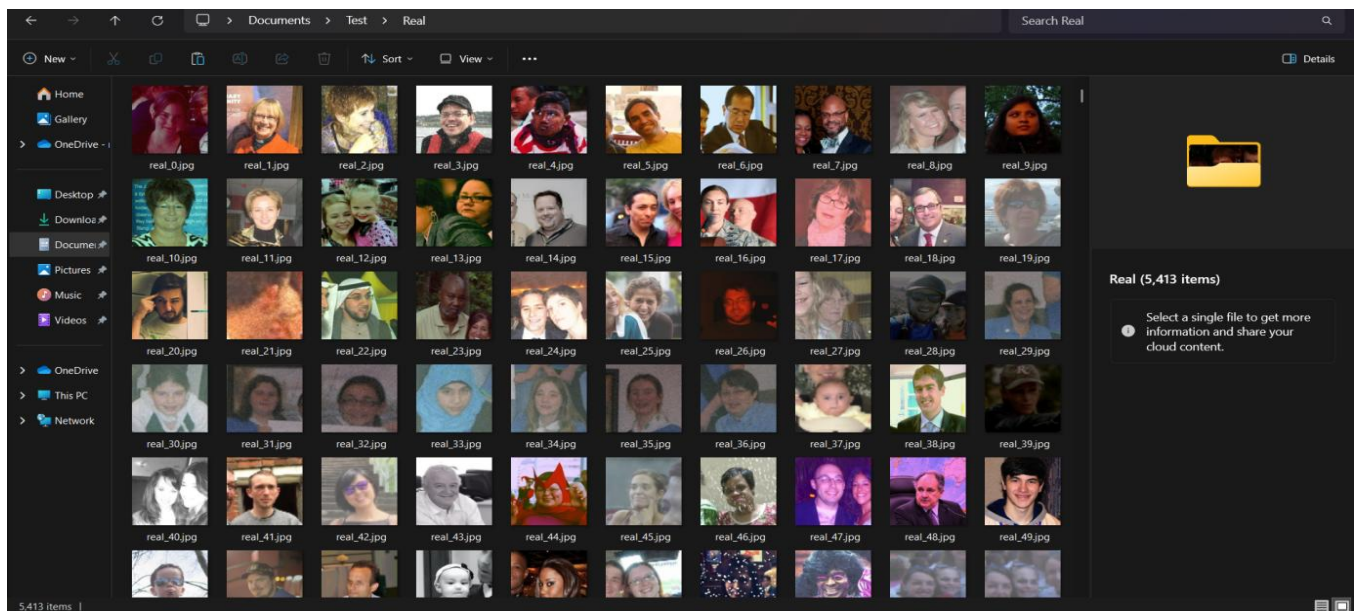 Documents > Test > Real
Search Real
New
Sort
View
Details
Home
Gallery
OneDrive -
Desktop
Downloa
Documer
Pictures
Music
Videos
OneDrive
This PC
Network
real_0.jpg real_1.jpg real_2.jpg real_3.jpg real_4.jpg real_5.jpg real_6.jpg real_7.jpg real_8.jpg real_9.jpg
real_10.jpg real_11.jpg real_12.jpg real_13.jpg real_14.jpg real_15.jpg real_16.jpg real_17.jpg real_18.jpg real_19.jpg
real_20.jpg real_21.jpg real_22.jpg real_23.jpg real_24.jpg real_25.jpg real_26.jpg real_27.jpg real_28.jpg real_29.jpg
real_30.jpg real_31.jpg real_32.jpg real_33.jpg real_34.jpg real_35.jpg real_36.jpg real_37.jpg real_38.jpg real_39.jpg
real_40.jpg real_41.jpg real_42.jpg real_43.jpg real_44.jpg real_45.jpg real_46.jpg real_47.jpg real_48.jpg real_49.jpg
Real (5,413 items)
Select a single file to get more
information and share your
cloud content.
5,413 items